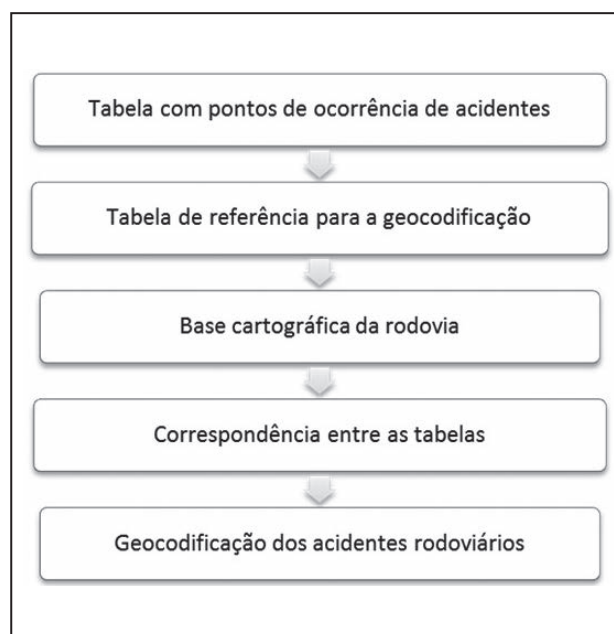 Tabela com pontos de ocorrência de acidentes
Tabela de referência para a geocodificação
Base cartográfica da rodovia
Correspondência entre as tabelas
Geocodificação dos acidentes rodoviários